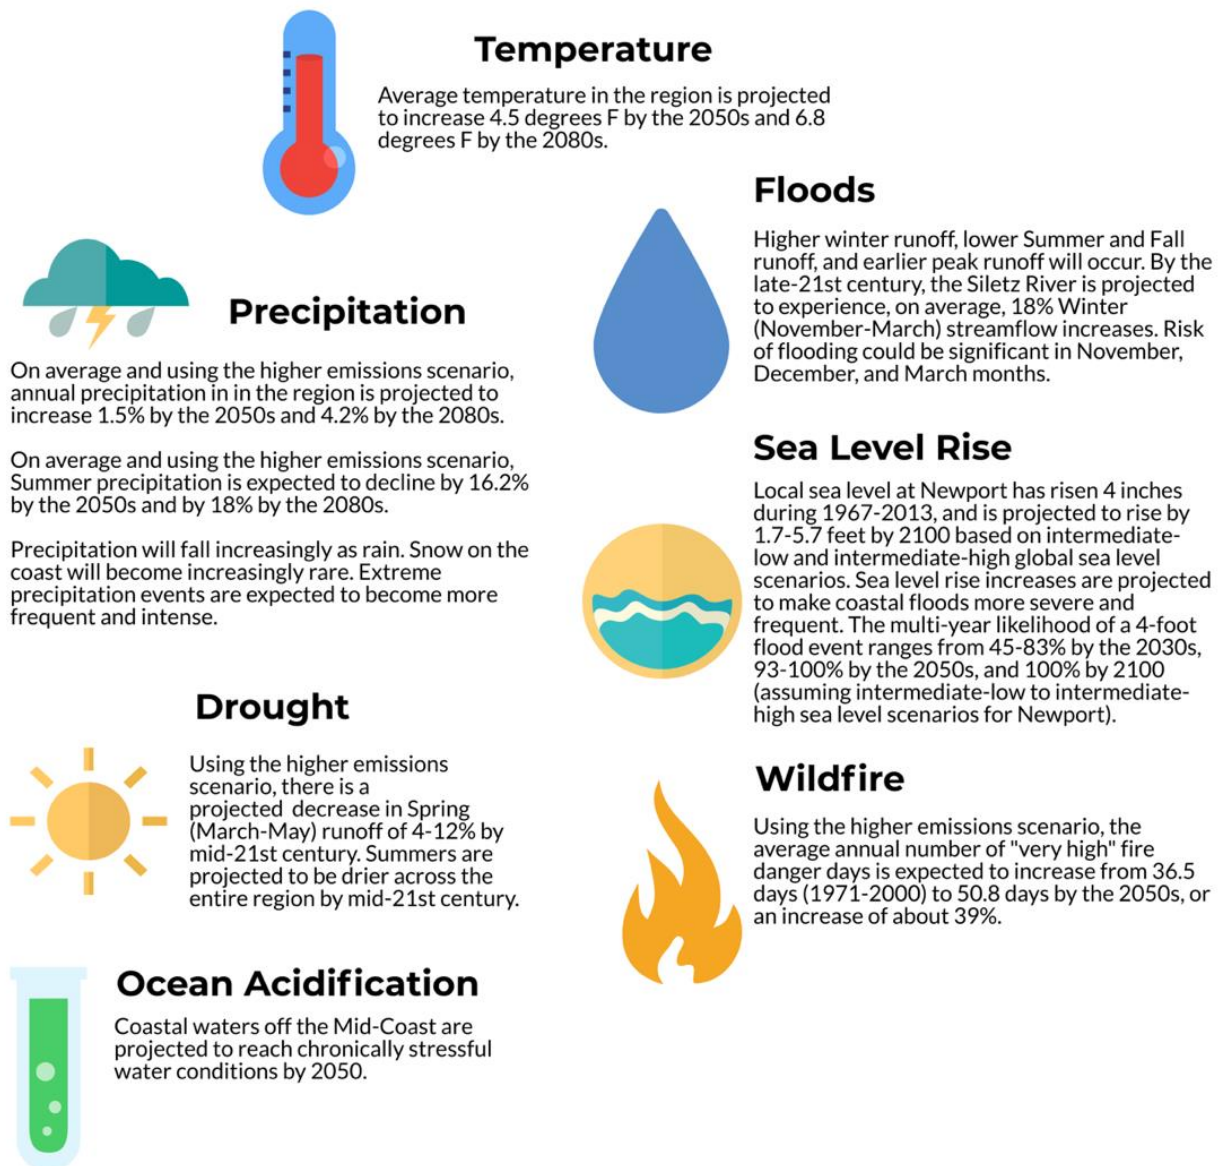 Temperature
Average temperature in the region is projected
to increase 4.5 degrees F by the 2050s and 6.8
degrees F by the 2080s.
Precipitation
On average and using the higher emissions scenario,
annual precipitation in in the region is projected to
increase 1.5% by the 2050s and 4.2% by the 2080s.
On average and using the higher emissions scenario,
Summer precipitation is expected to decline by 16.2%
by the 2050s and by 18% by the 2080s.
Precipitation will fall increasingly as rain. Snow on the
coast will become increasingly rare. Extreme
precipitation events are expected to become more
frequent and intense.
Drought
Using the higher emissions
scenario, there is a
projected decrease in Spring
(March-May) runoff of 4-12% by
mid-21st century. Summers are
projected to be drier across the
entire region by mid-21st century.
Ocean Acidification
Coastal waters off the Mid-Coast are
projected to reach chronically stressful
water conditions by 2050.
Floods
Higher winter runoff, lower Summer and Fall
runoff, and earlier peak runoff will occur. By the
late-21st century, the Siletz River is projected
to experience, on average, 18% Winter
(November-March) streamflow increases. Risk
of flooding could be significant in November,
December, and March months.
Sea Level Rise
Local sea level at Newport has risen 4 inches
during 1967-2013, and is projected to rise by
1.7-5.7 feet by 2100 based on intermediate-
low and intermediate-high global sea level
scenarios. Sea level rise increases are projected
to make coastal floods more severe and
frequent. The multi-year likelihood of a 4-foot
flood event ranges from 45-83% by the 2030s,
93-100% by the 2050s, and 100% by 2100
(assuming intermediate-low to intermediate-
high sea level scenarios for Newport).
Wildfire
Using the higher emissions scenario, the
average annual number of "very high" fire
danger days is expected to increase from 36.5
days (1971-2000) to 50.8 days by the 2050s, or
an increase of about 39%.